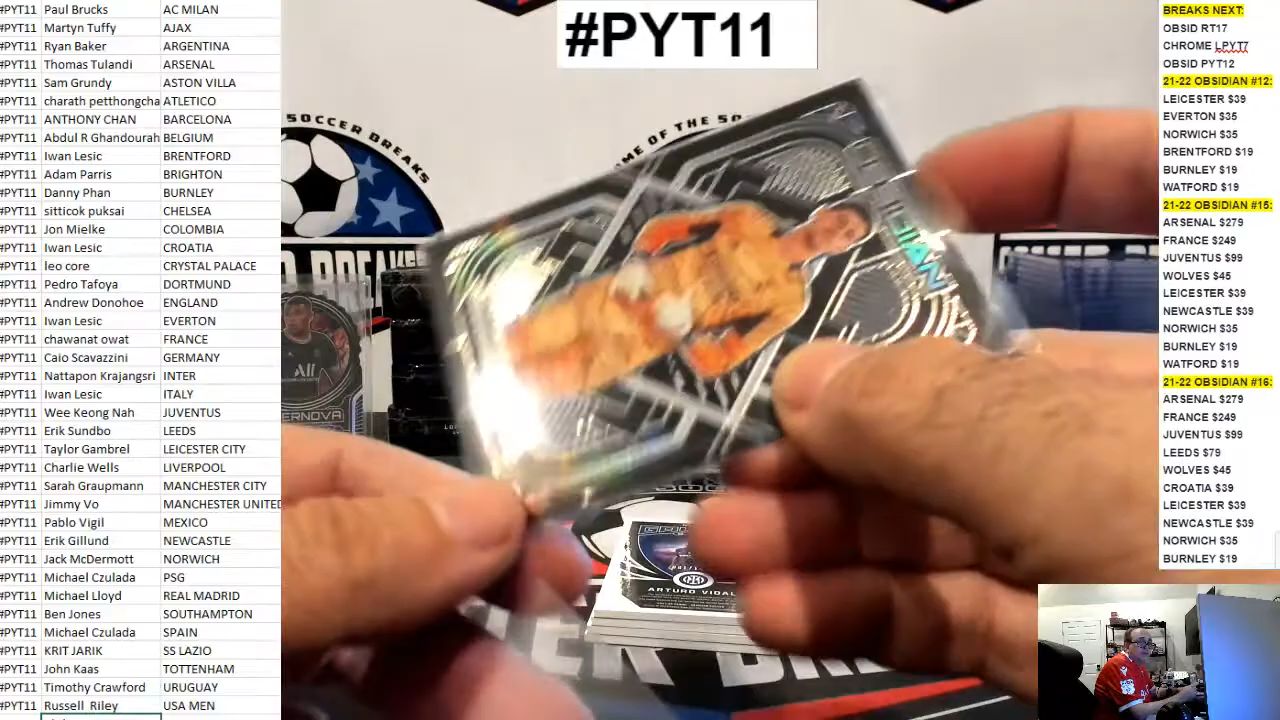 #PYT11 Paul Brucks AC MILAN
#PYT11 Martyn Tuffy AJAX
#PYT11 Ryan Baker ARGENTINA
#PYT11 Thomas Tulandi ARSENAL
#PYT11 Sam Grundy ASTON VILLA
#PYT11 charath petthongcha ATLETICO
#PYT11 ANTHONY CHAN BARCELONA
#PYT11 Abdul R Ghandourah BELGIUM
#PYT11 Iwan Lesic BRENTFORD
#PYT11 Adam Parris BRIGHTON
#PYT11 Danny Phan BURNLEY
#PYT11 sitticok puksai CHELSEA
#PYT11 Jon Mielke COLOMBIA
#PYT11 Iwan Lesic CROATIA
#PYT11 leo core CRYSTAL PALACE
#PYT11 Pedro Tafoya DORTMUND
#PYT11 Andrew Donohoe ENGLAND
#PYT11 Iwan Lesic EVERTON
#PYT11 chawanat owat FRANCE
#PYT11 Caio Scavazzini GERMANY
#PYT11 Nattapon Krajangsri INTER
#PYT11 Iwan Lesic ITALY
#PYT11 Wee Keong Nah JUVENTUS
#PYT11 Erik Sundbo LEEDS
#PYT11 Taylor Gambrel LEICESTER CITY
#PYT11 Charlie Wells LIVERPOOL
#PYT11 Sarah Graupmann MANCHESTER CITY
#PYT11 Jimmy Vo MANCHESTER UNITED
#PYT11 Pablo Vigil MEXICO
#PYT11 Erik Gillund NEWCASTLE
#PYT11 Jack McDermott NORWICH
#PYT11 Michael Czulada PSG
#PYT11 Michael Lloyd REAL MADRID
#PYT11 Ben Jones SOUTHAMPTON
#PYT11 Michael Czulada SPAIN
#PYT11 KRIT JARIK SS LAZIO
#PYT11 John Kaas TOTTENHAM
#PYT11 Timothy Crawford URUGUAY
#PYT11 Russell Riley USA MEN
#PYT11
SOCCER BREAKS
OF THE SO
ARTURO VIDAL
BREAKS NEXT:
OBSID RT17
CHROME LPYT7
OBSID PYT12
21-22 OBSIDIAN #12:
LEICESTER $39
EVERTON $35
NORWICH $35
BRENTFORD $19
BURNLEY $19
WATFORD $19
21-22 OBSIDIAN #15:
ARSENAL $279
FRANCE $249
JUVENTUS $99
WOLVES $45
LEICESTER $39
NEWCASTLE $39
NORWICH $35
BURNLEY $19
WATFORD $19
21-22 OBSIDIAN #16:
ARSENAL $279
FRANCE $249
JUVENTUS $99
LEEDS $79
WOLVES $45
CROATIA $39
LEICESTER $39
NEWCASTLE $39
NORWICH $35
BURNLEY $19